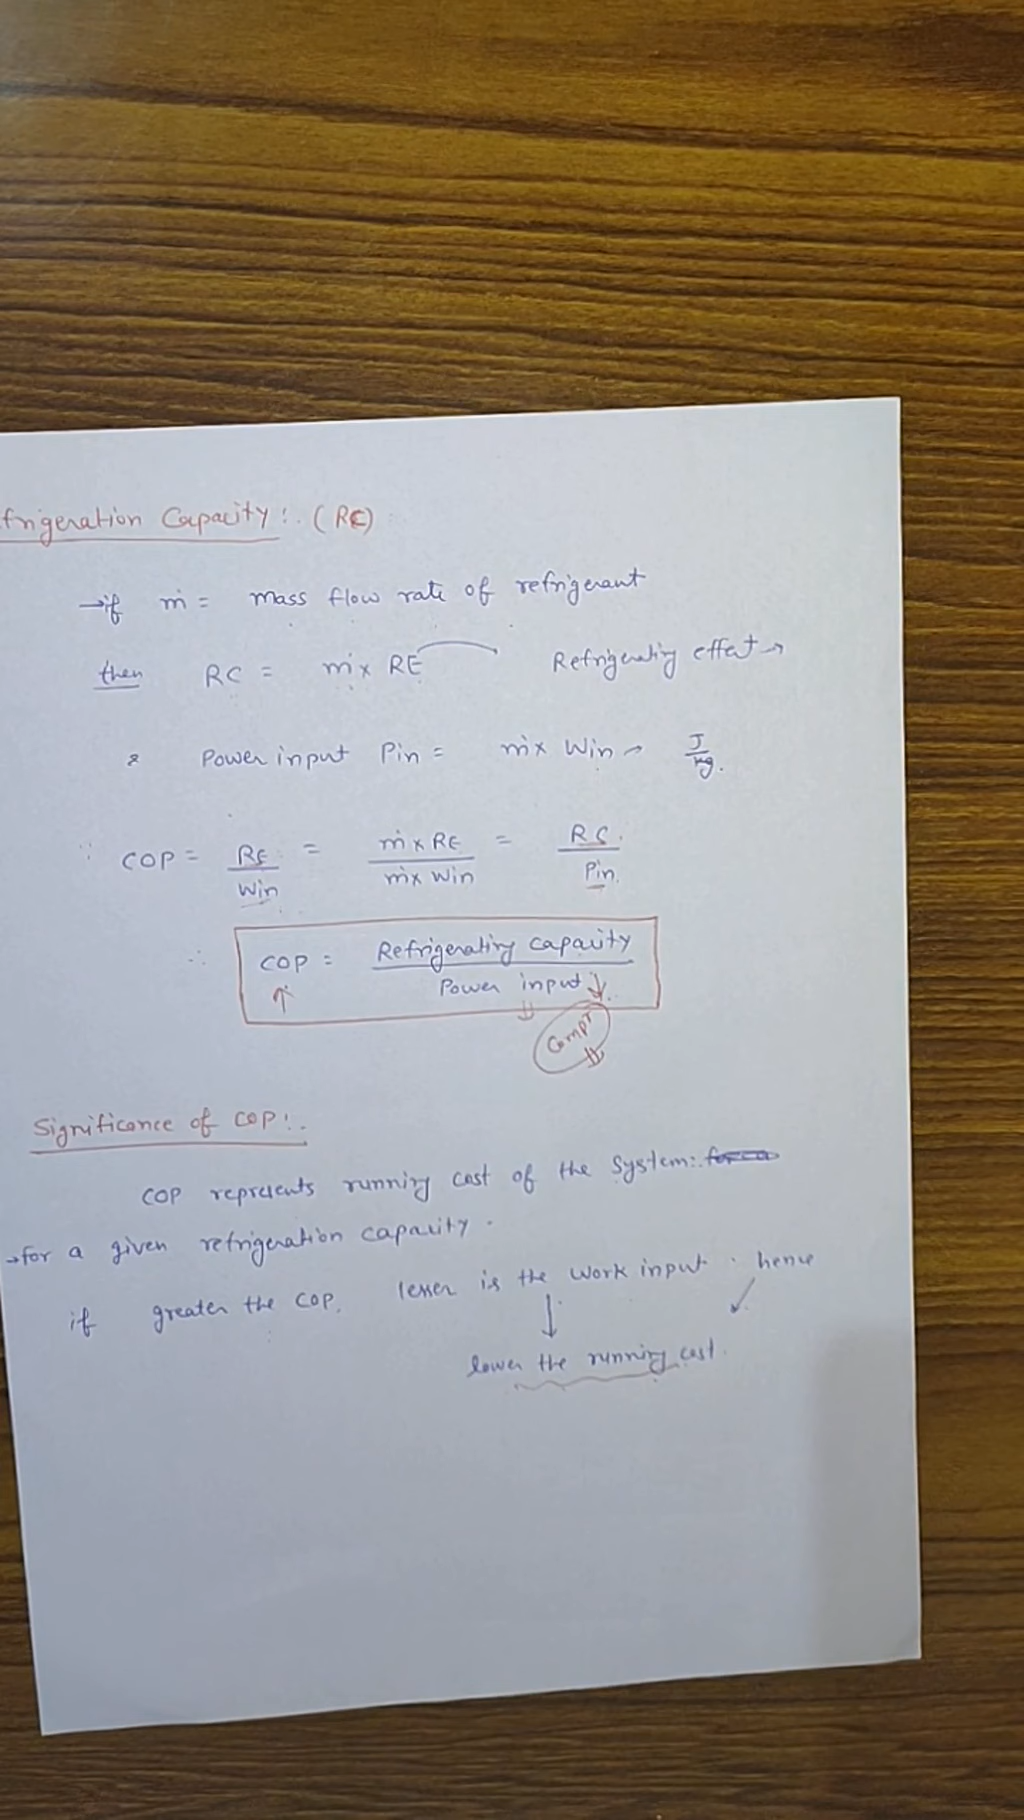 frigeration Capacity :. (RC)
→if ṁ = mass flow rate of refrigerant
then RC = ṁ x RE Refrigerating effect →
& Power input Pin = ṁ x Win → J/kg.
∵ COP = RE/Win = ṁ x RE/ṁ x Win = RC/Pin.
∴ COP = Refrigerating capacity/Power input ↓
↑
Comp^r
Significance of COP :.
COP represents running cost of the System :.
→for a given refrigeration capacity.
if greater the COP, lesser is the work input. hence
lower the running cost.